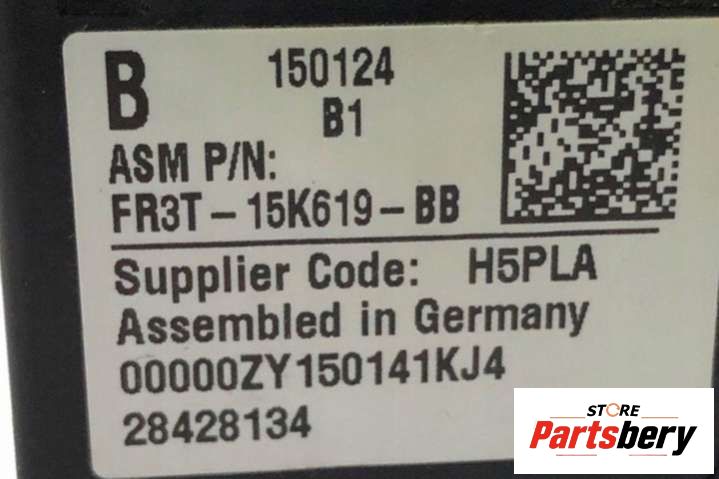 B
150124
B1
ASM P/N:
FR3T-15K619-BB
Supplier Code: H5PLA
Assembled in Germany
00000ZY150141KJ4
28428134
STORE
Partsbery